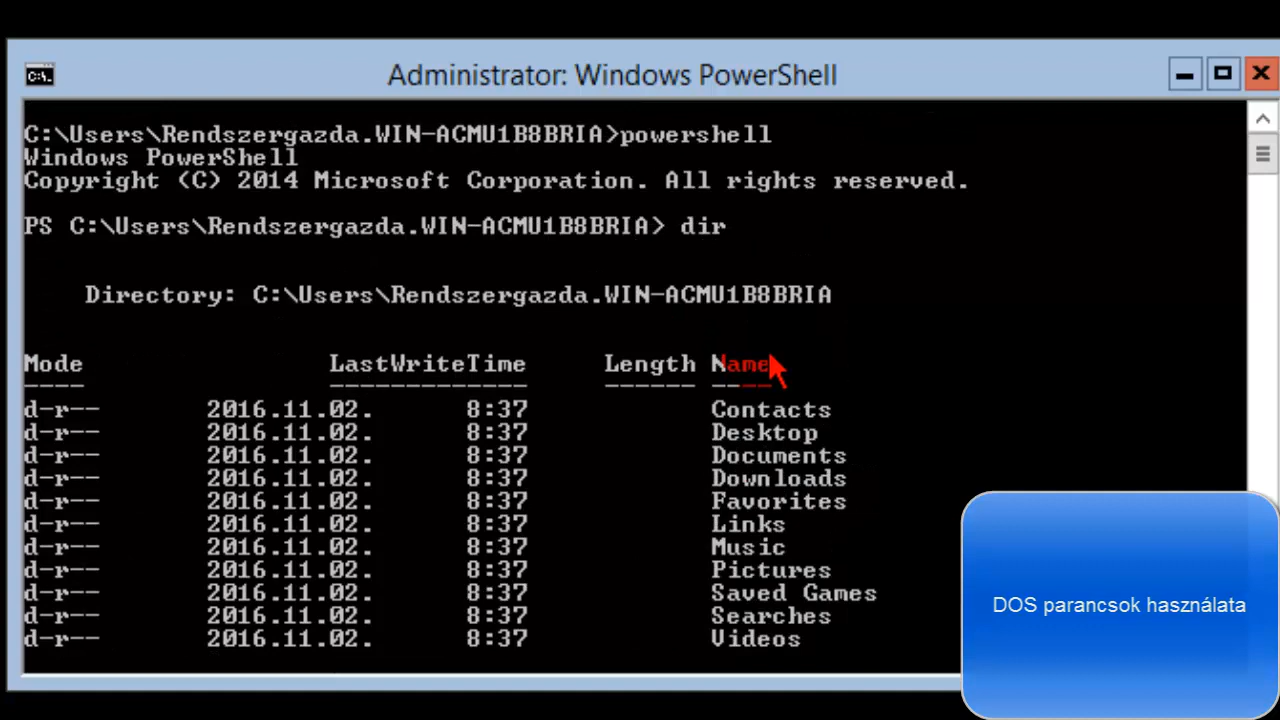 Administrator: Windows PowerShell
C:\Users\Rendszergazda.WIN-ACMU1B8BRIA>powershell
Windows PowerShell
Copyright (C) 2014 Microsoft Corporation. All rights reserved.
PS C:\Users\Rendszergazda.WIN-ACMU1B8BRIA> dir
Directory: C:\Users\Rendszergazda.WIN-ACMU1B8BRIA
Mode LastWriteTime Length Name
---- ------------- ------ ----
d-r-- 2016.11.02. 8:37 Contacts
d-r-- 2016.11.02. 8:37 Desktop
d-r-- 2016.11.02. 8:37 Documents
d-r-- 2016.11.02. 8:37 Downloads
d-r-- 2016.11.02. 8:37 Favorites
d-r-- 2016.11.02. 8:37 Links
d-r-- 2016.11.02. 8:37 Music
d-r-- 2016.11.02. 8:37 Pictures
d-r-- 2016.11.02. 8:37 Saved Games
d-r-- 2016.11.02. 8:37 Searches
d-r-- 2016.11.02. 8:37 Videos
DOS parancsok használata